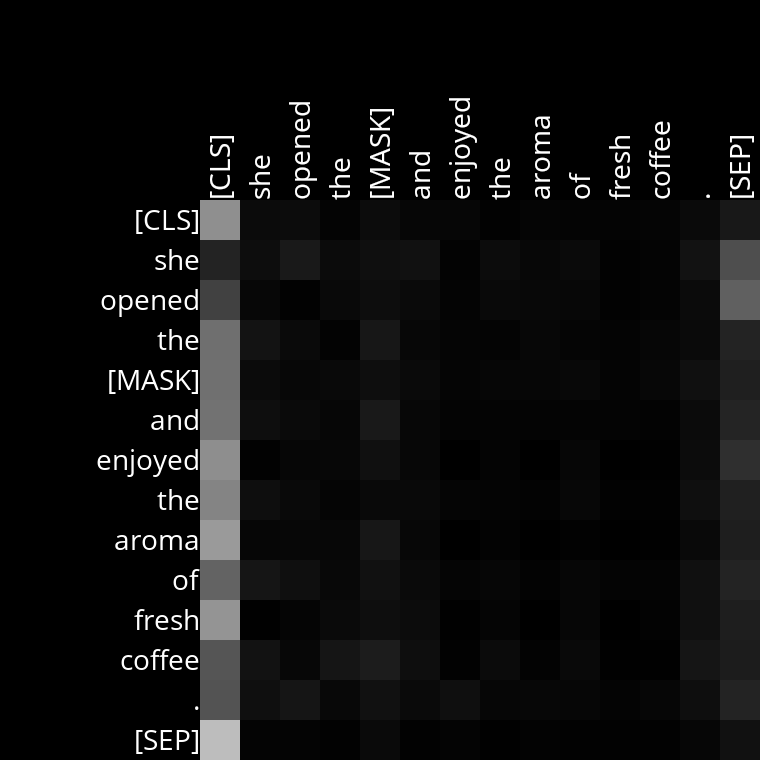 [CLS] she opened the [MASK] and enjoyed the aroma of fresh coffee . [SEP]
[CLS]
she
opened
the
[MASK]
and
enjoyed
the
aroma
of
fresh
coffee
.
[SEP]